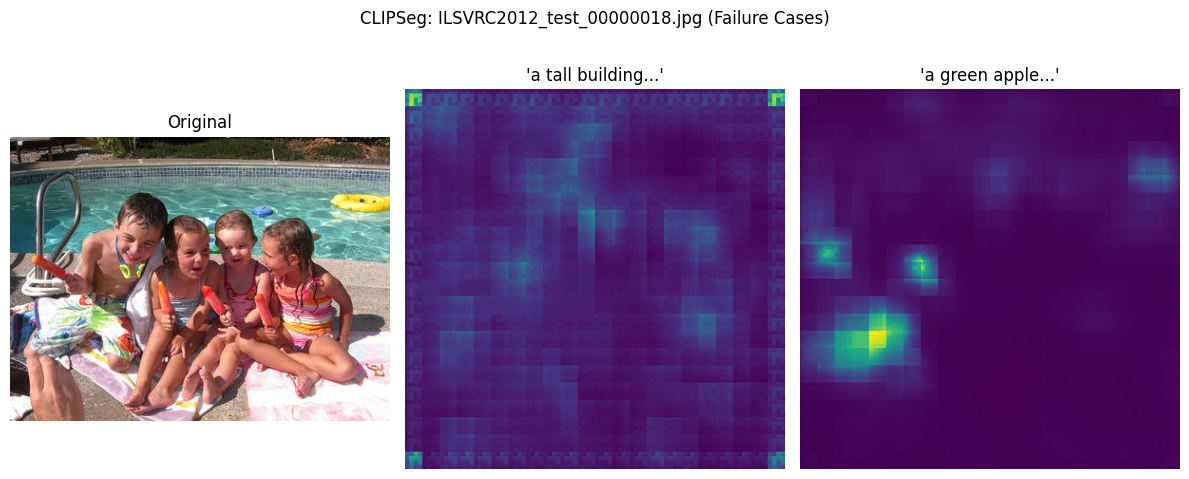 CLIPSeg: ILSVRC2012_test_00000018.jpg (Failure Cases)
Original
'a tall building...'
'a green apple...'